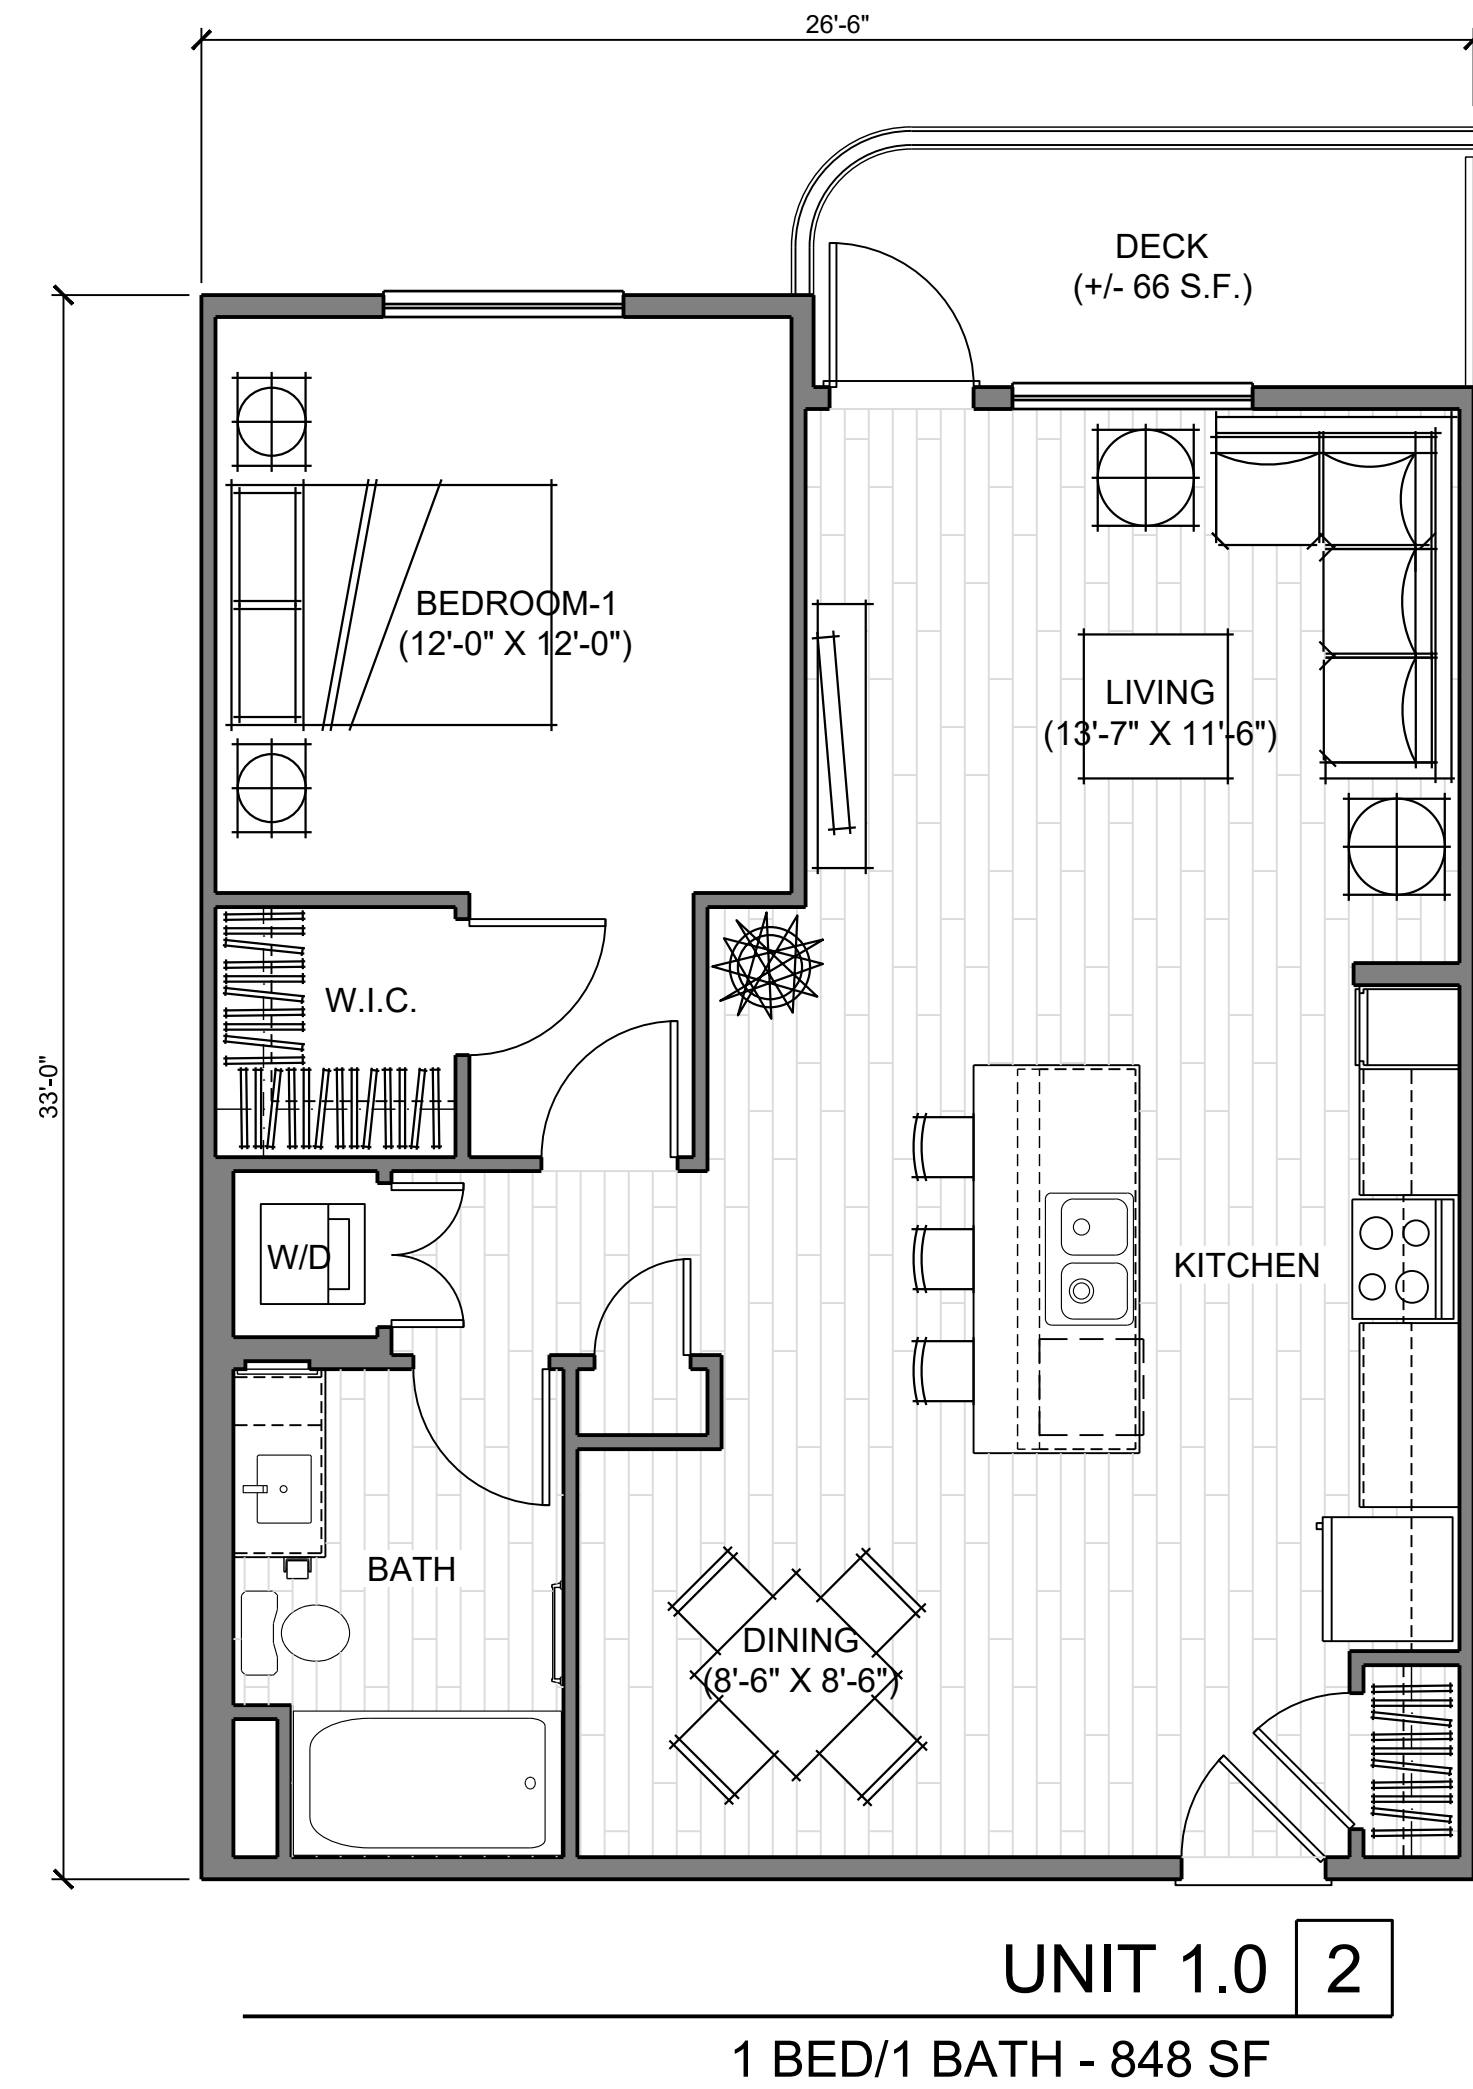 26'-6"
DECK
(+/- 66 S.F.)
BEDROOM-1
(12'-0" X 12'-0")
LIVING
(13'-7" X 11'-6")
W.I.C.
33'-0"
W/D
KITCHEN
BATH
DINING
(8'-6" X 8'-6")
UNIT 1.0 2
1 BED/1 BATH - 848 SF